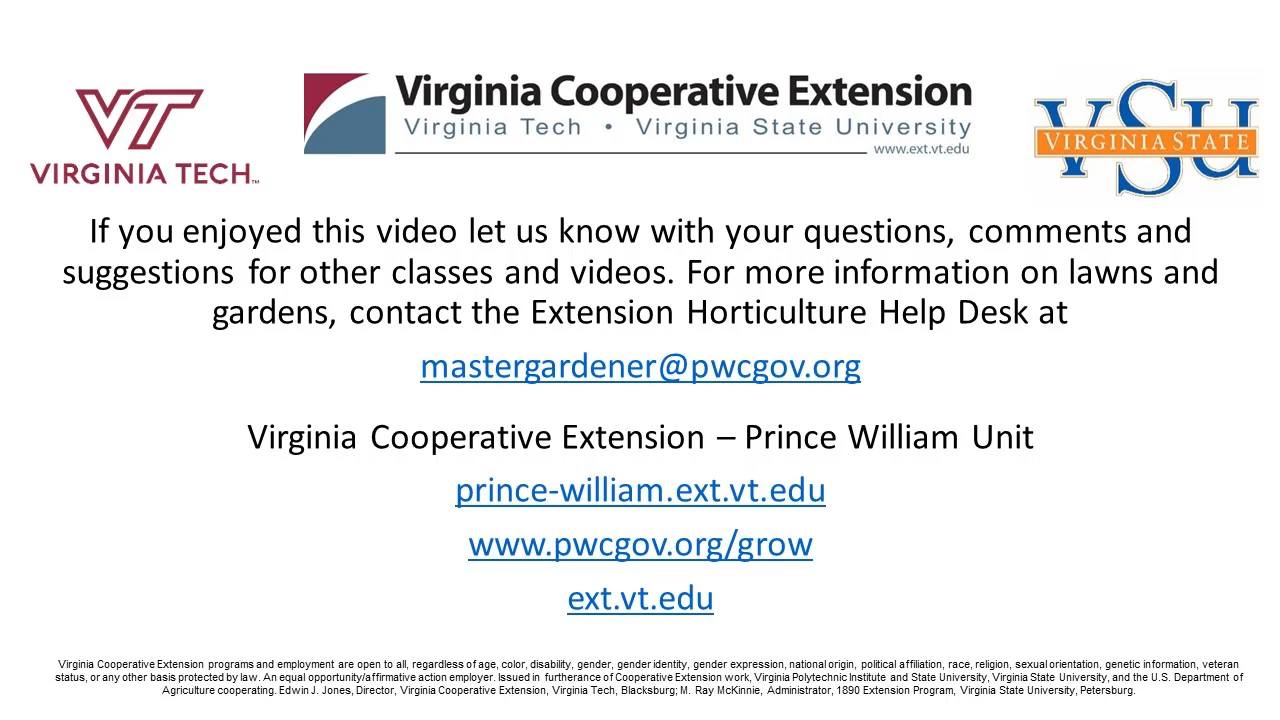 VT
VIRGINIA TECH™
Virginia Cooperative Extension
Virginia Tech • Virginia State University
www.ext.vt.edu
VSU
VIRGINIA STATE
If you enjoyed this video let us know with your questions, comments and
suggestions for other classes and videos. For more information on lawns and
gardens, contact the Extension Horticulture Help Desk at
mastergardener@pwcgov.org
Virginia Cooperative Extension – Prince William Unit
prince-william.ext.vt.edu
www.pwcgov.org/grow
ext.vt.edu
Virginia Cooperative Extension programs and employment are open to all, regardless of age, color, disability, gender, gender identity, gender expression, national origin, political affiliation, race, religion, sexual orientation, genetic information, veteran
status, or any other basis protected by law. An equal opportunity/affirmative action employer. Issued in furtherance of Cooperative Extension work, Virginia Polytechnic Institute and State University, Virginia State University, and the U.S. Department of
Agriculture cooperating. Edwin J. Jones, Director, Virginia Cooperative Extension, Virginia Tech, Blacksburg; M. Ray McKinnie, Administrator, 1890 Extension Program, Virginia State University, Petersburg.